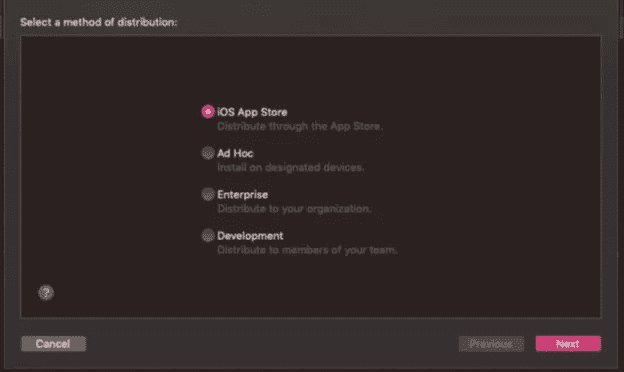 Select a method of distribution:
iOS App Store
Distribute through the App Store.
Ad Hoc
Install on designated devices.
Enterprise
Distribute to your organization.
Development
Distribute to members of your team.
?
Cancel
Previous
Next